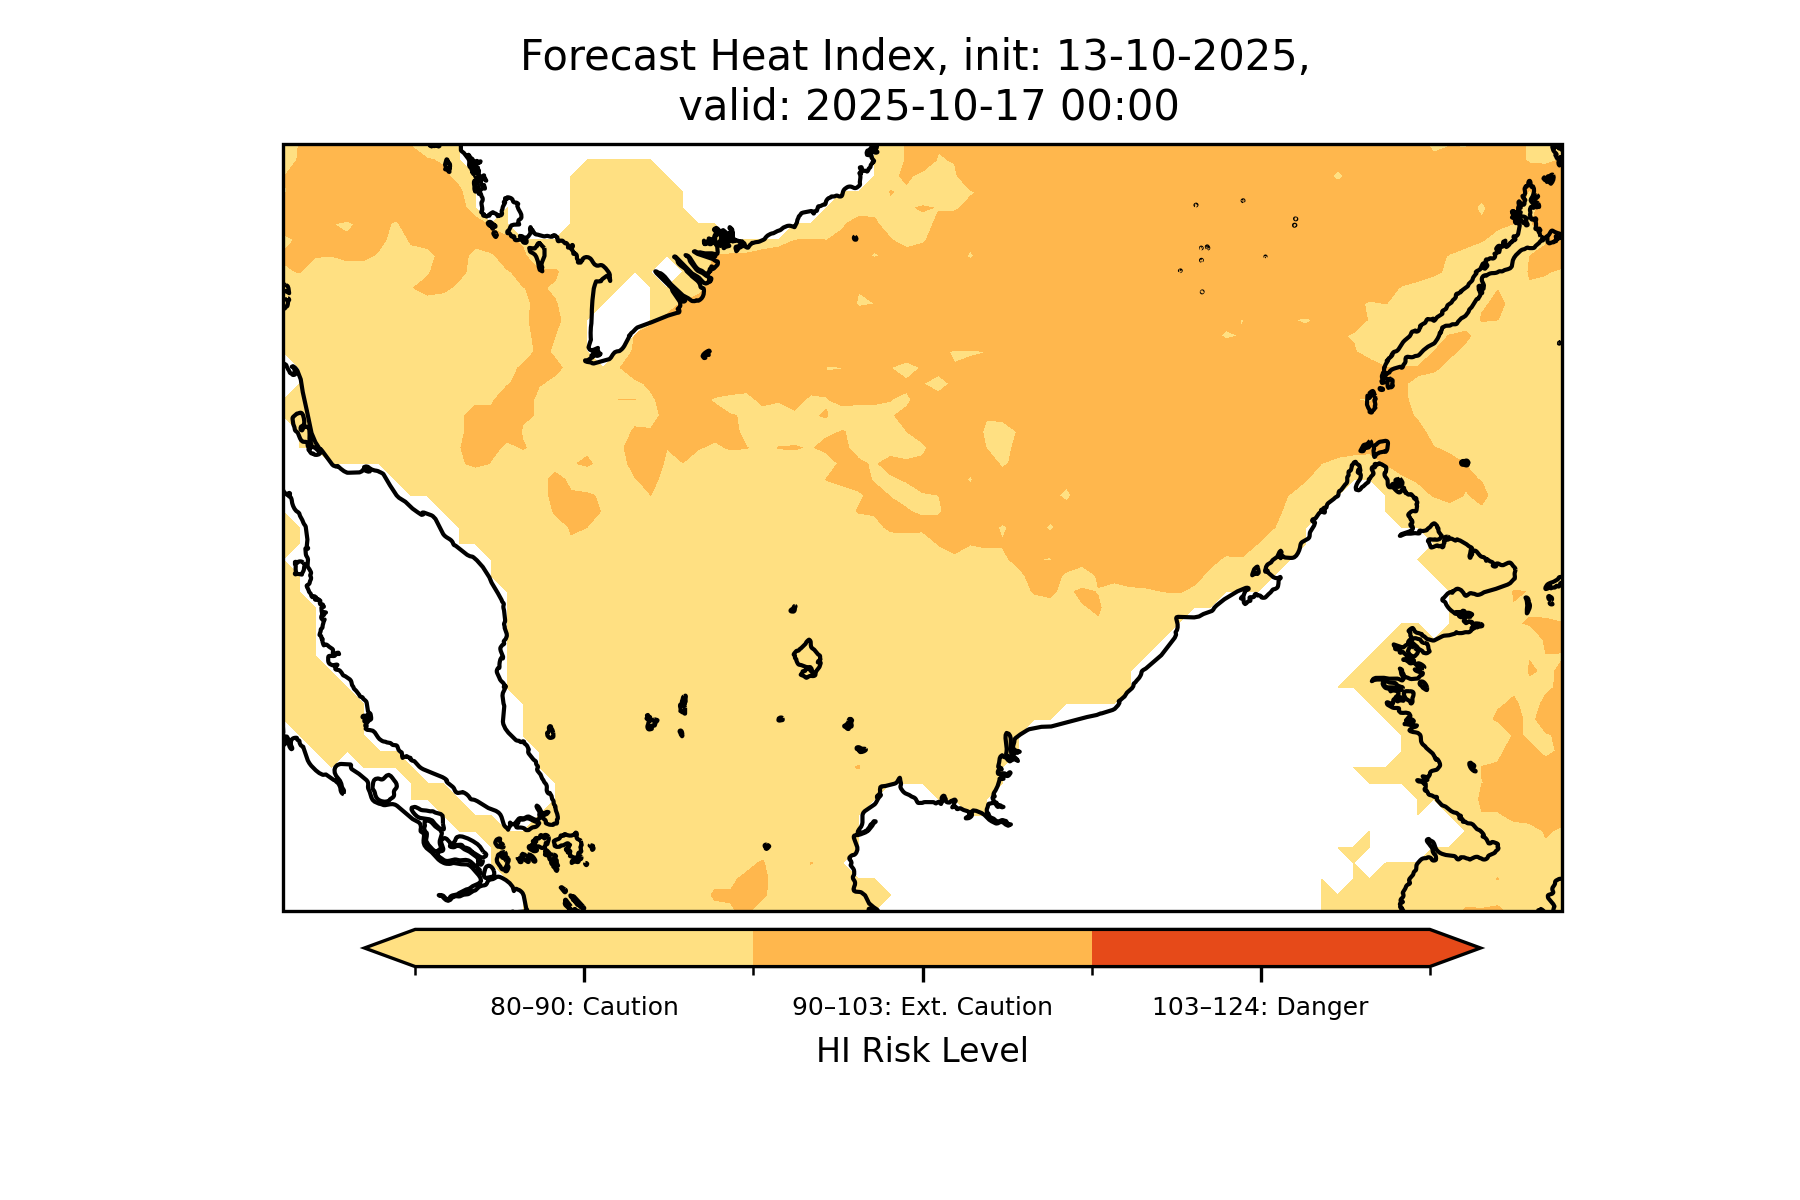 Forecast Heat Index, init: 13-10-2025,
valid: 2025-10-17 00:00
80–90: Caution
90–103: Ext. Caution
103–124: Danger
HI Risk Level